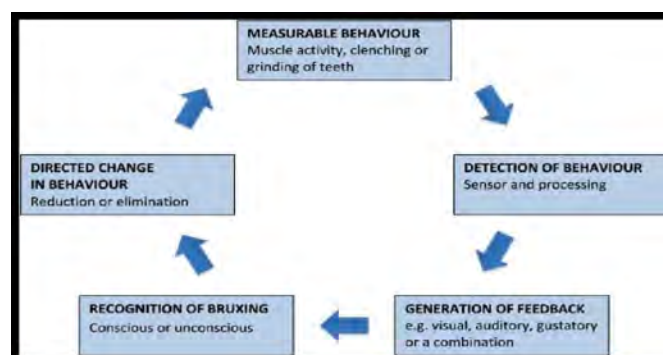 MEASURABLE BEHAVIOUR
Muscle activity, clenching or
grinding of teeth
DETECTION OF BEHAVIOUR
Sensor and processing
GENERATION OF FEEDBACK
e.g. visual, auditory, gustatory
or a combination
RECOGNITION OF BRUXING
Conscious or unconscious
DIRECTED CHANGE
IN BEHAVIOUR
Reduction or elimination